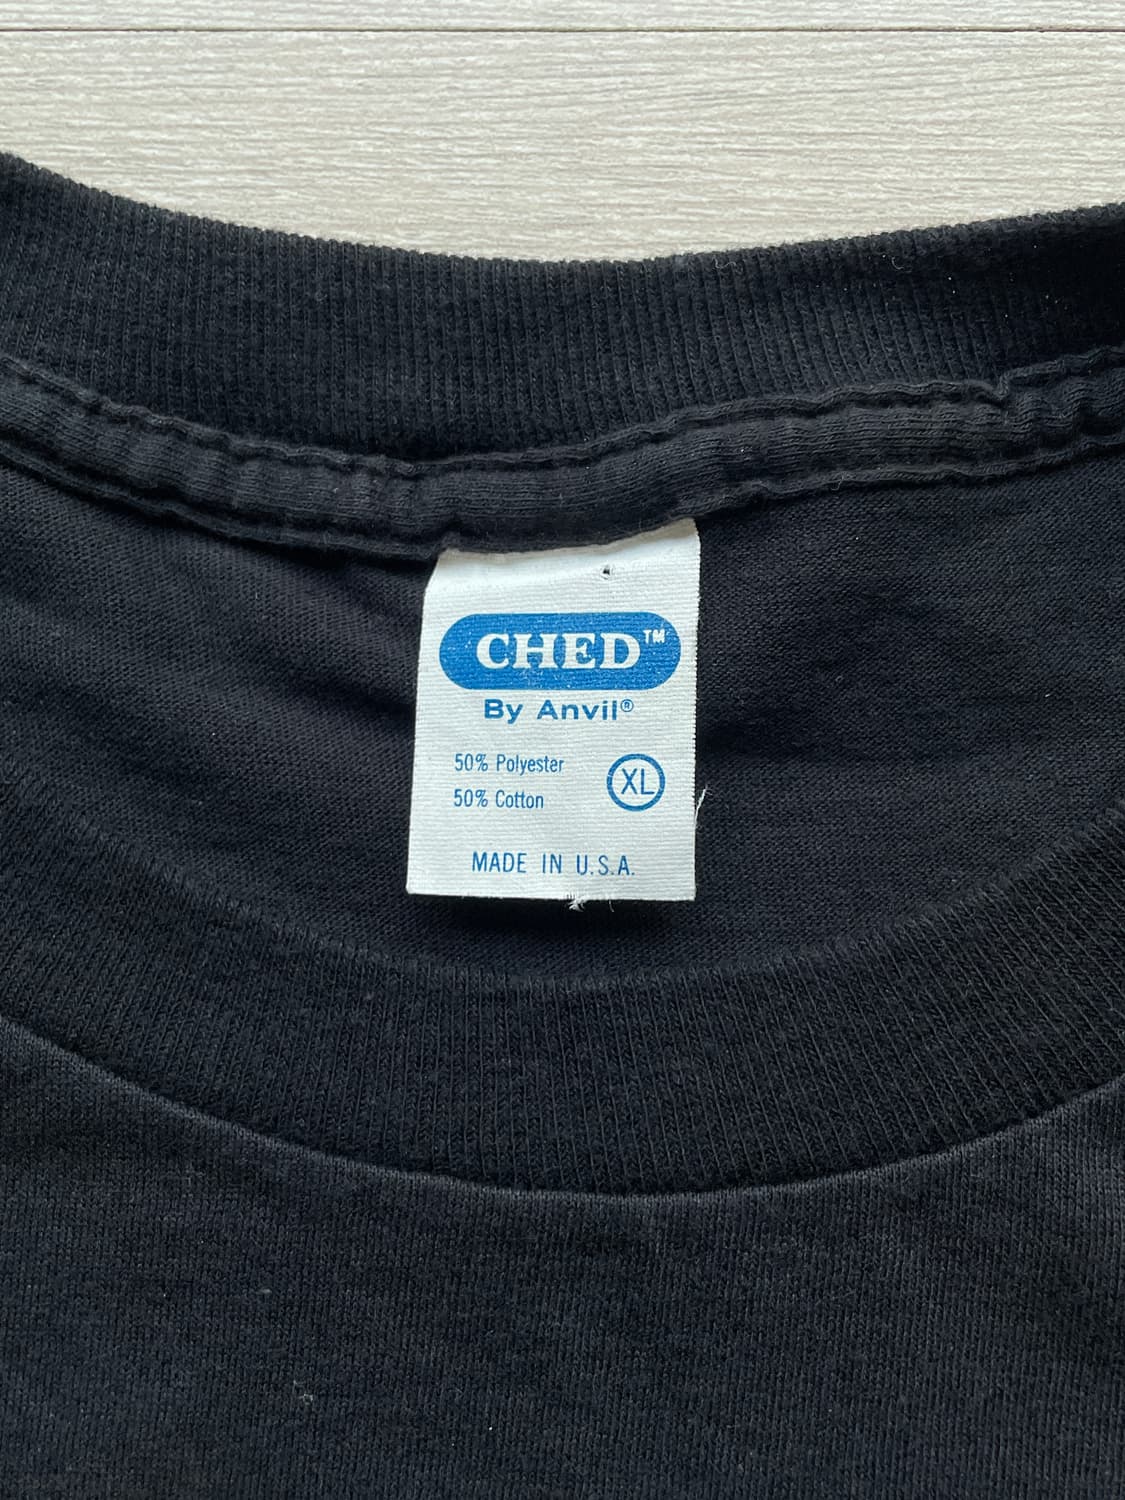 CHED™
By Anvil®
50% Polyester
50% Cotton
XL
MADE IN U.S.A.